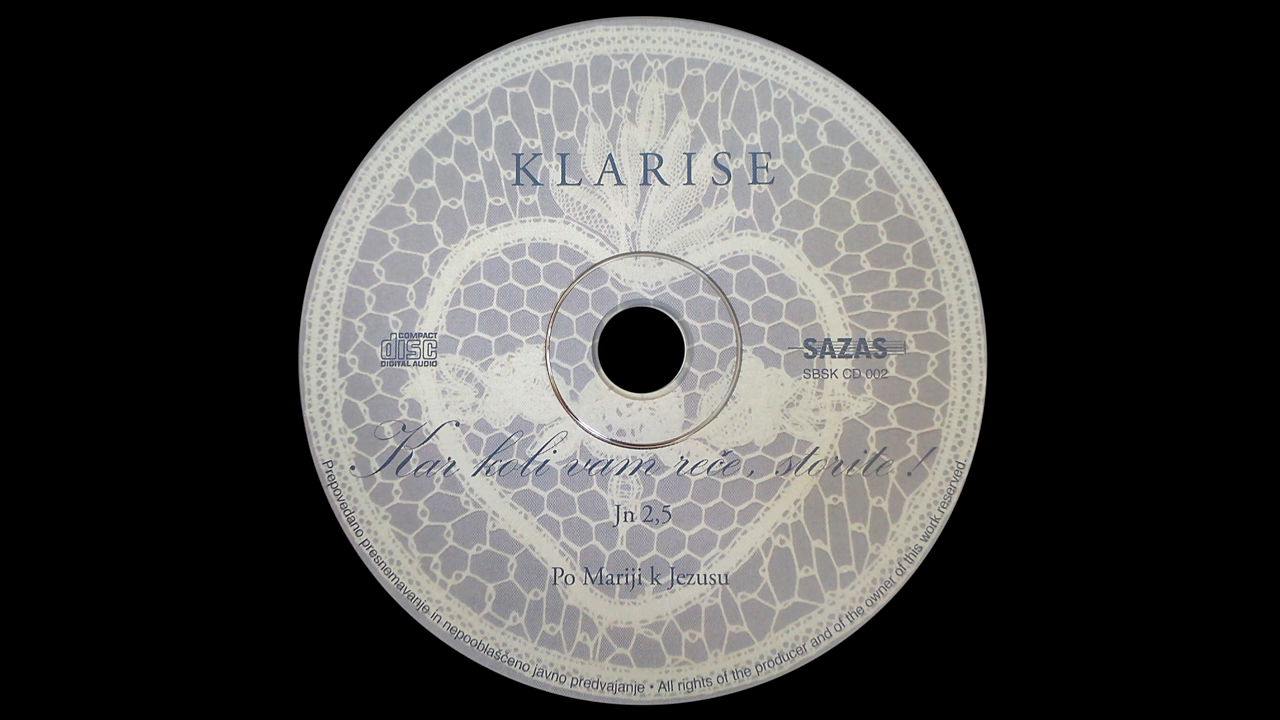 KLARISE
COMPACT
disc
DIGITAL AUDIO
SAZAS
SBSK CD 002
Kar koli vam reče, storite !
Jn 2,5
Po Mariji k Jezusu
Prepovedano presnemavanje in nepooblaščeno javno predvajanje • All rights of the producer and of the owner of this work reserved.